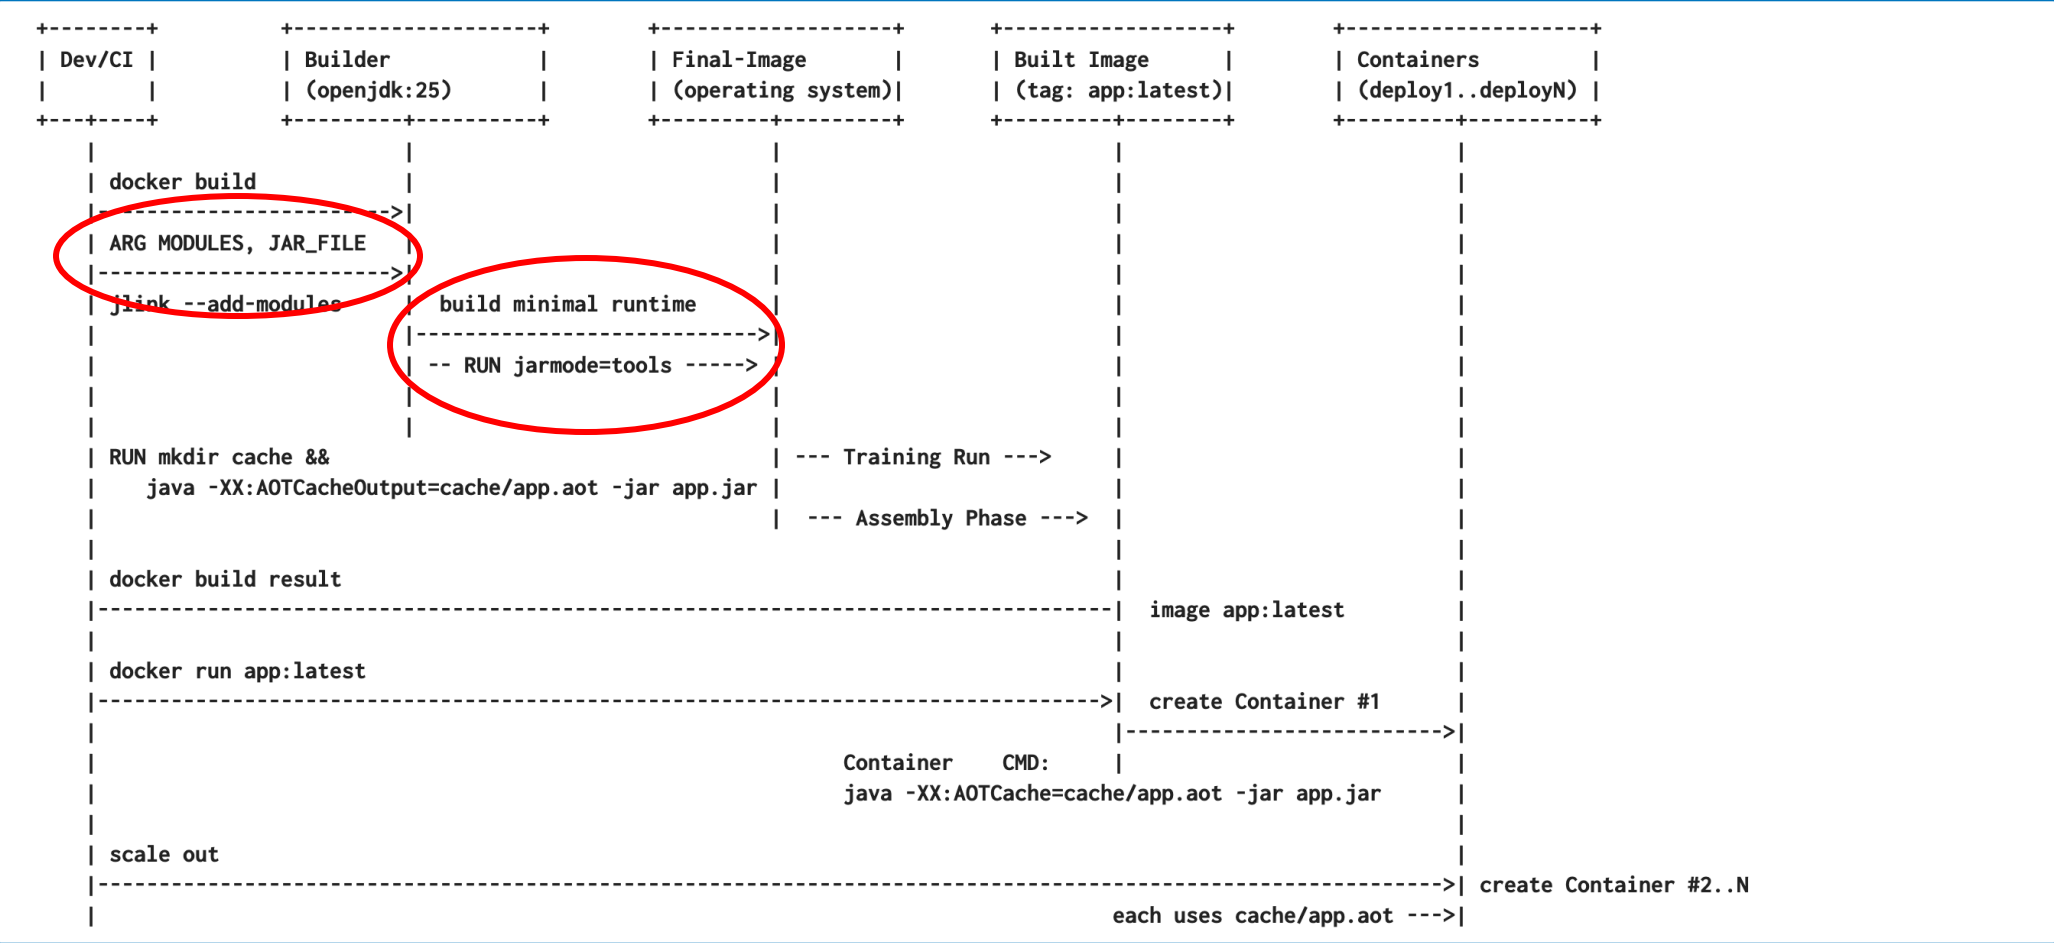 +--------+ +---------------------+ +-------------------+ +------------------+ +---------------------+
| Dev/CI | | Builder | | Final-Image | | Built Image | | Containers |
| | | (openjdk:25) | | (operating system)| | (tag: app:latest)| | (deploy1..deployN) |
+---+----+ +---------+-----------+ +---------+---------+ +---------+--------+ +---------+-----------+
| docker build
------------------------>|
| ARG MODULES, JAR_FILE
|------------------------>|
jlink --add-modules | build minimal runtime
|---------------------------->|
| -- RUN jarmode=tools ----->
| RUN mkdir cache && | --- Training Run --->
| java -XX:AOTCacheOutput=cache/app.aot -jar app.jar |
| --- Assembly Phase --->
| docker build result
|-----------------------------------------------------------------------------------| image app:latest
| docker run app:latest
|---------------------------------------------------------------------------------->| create Container #1
|-------------------------->|
Container CMD: |
java -XX:AOTCache=cache/app.aot -jar app.jar
| scale out
|-------------------------------------------------------------------------------------------------------------->| create Container #2..N
| each uses cache/app.aot --->|